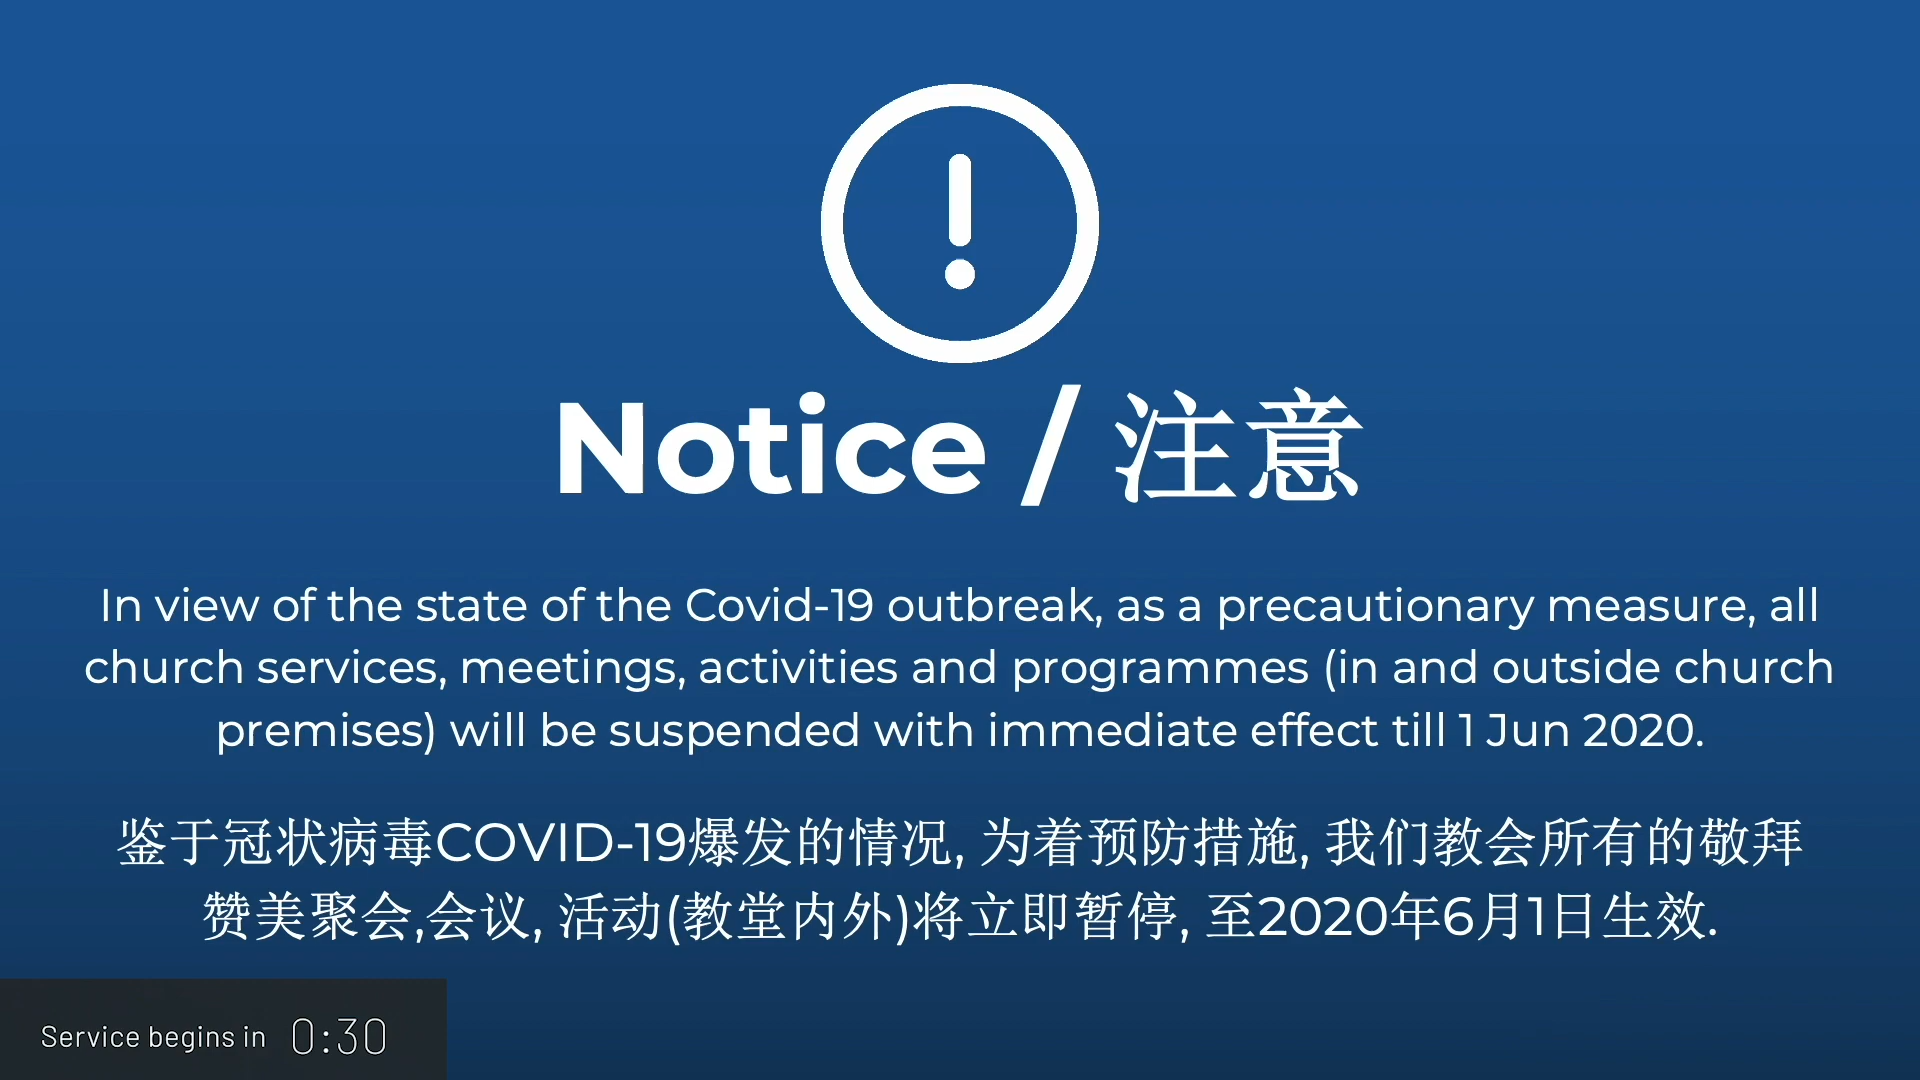 Notice / 注意
In view of the state of the Covid-19 outbreak, as a precautionary measure, all
church services, meetings, activities and programmes (in and outside church
premises) will be suspended with immediate effect till 1 Jun 2020.
鉴于冠状病毒COVID-19爆发的情况, 为着预防措施, 我们教会所有的敬拜
赞美聚会,会议, 活动(教堂内外)将立即暂停, 至2020年6月1日生效.
Service begins in 0:30